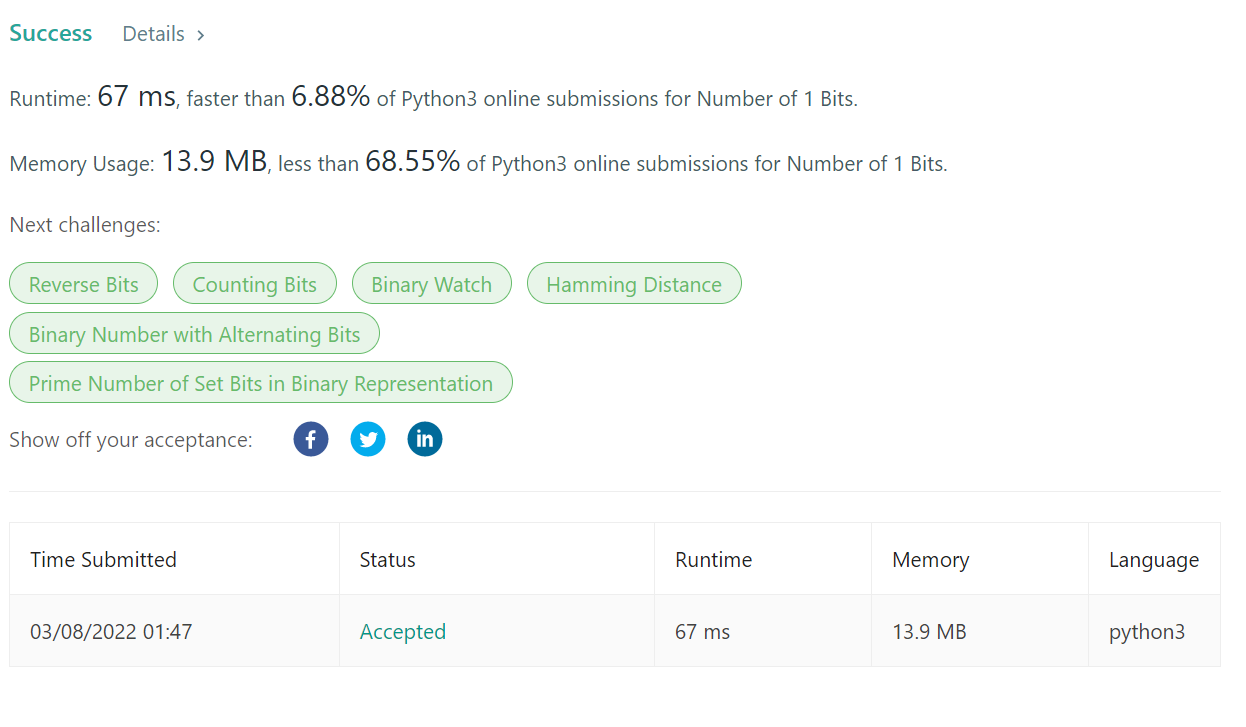 Success Details >
Runtime: 67 ms, faster than 6.88% of Python3 online submissions for Number of 1 Bits.
Memory Usage: 13.9 MB, less than 68.55% of Python3 online submissions for Number of 1 Bits.
Next challenges:
Reverse Bits Counting Bits Binary Watch Hamming Distance
Binary Number with Alternating Bits
Prime Number of Set Bits in Binary Representation
Show off your acceptance: f in
Time Submitted Status Runtime Memory Language
03/08/2022 01:47 Accepted 67 ms 13.9 MB python3